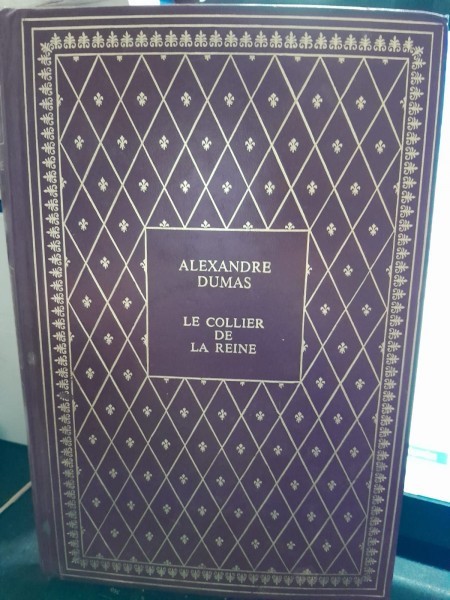 ALEXANDRE
DUMAS
LE COLLIER
DE
LA REINE